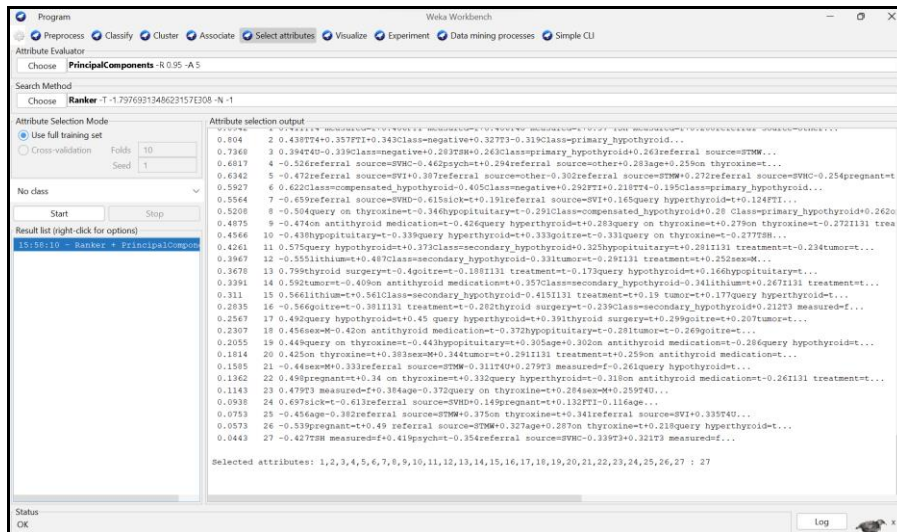 Program
Weka Workbench
Preprocess Classify Cluster Associate Select attributes Visualize Experiment Data mining processes Simple CLI
Attribute Evaluator
Choose PrincipalComponents -R 0.95 -A 5
Search Method
Choose Ranker -T -1.7976931348623157E308 -N -1
Attribute Selection Mode
Use full training set
Cross-validation Folds 10
Seed 1
No class
Start Stop
Result list (right-click for options)
15:58:10 - Ranker + PrincipalCompone
Attribute selection output
0.804 2 0.438TT4+0.357FTI+0.343Class=negative+0.327T3-0.319Class=primary_hypothyroid...
0.7368 3 0.394T4U+0.339Class=negative+0.283TSH+0.263Class=primary_hypothyroid+0.263referral source=STMW...
0.6817 4 -0.526referral source=SVHC-0.462psych=t+0.294referral source=other+0.283age+0.259on thyroxine=t...
0.6342 5 -0.472referral source=SVI+0.387referral source=other-0.302referral source=STMW+0.272referral source=SVHC-0.254pregnant=t
0.5927 6 0.622Class=compensated_hypothyroid-0.405Class=negative+0.292FTI+0.218TT4-0.195Class=primary_hypothyroid...
0.5564 7 -0.659referral source=SVHD-0.615sick=t+0.191referral source=SVI+0.165query hyperthyroid=t+0.124FTI...
0.5208 8 -0.504query on thyroxine=t-0.346hypopituitary=t-0.291Class=compensated_hypothyroid+0.28 Class=primary_hypothyroid+0.262o
0.4875 9 -0.474on antithyroid medication=t-0.416query hyperthyroid=t+0.283query on thyroxine=t+0.279on thyroxine=t-0.272I131 trea
0.4566 10 -0.438hypopituitary=t-0.339query hyperthyroid=t+0.333goitre=t-0.331query on thyroxine=t-0.277TSH...
0.4261 11 0.575query hypothyroid=t+0.373Class=secondary_hypothyroid+0.325hypopituitary=t+0.281I131 treatment=t-0.234tumor=t...
0.3967 12 -0.555lithium=t+0.487Class=secondary_hypothyroid-0.331tumor=t-0.29I131 treatment=t+0.252sex=M...
0.3678 13 0.799thyroid surgery=t-0.4goitre=t-0.188I131 treatment=t-0.173query hypothyroid=t+0.166hypopituitary=t...
0.3391 14 0.592tumor=t-0.409on antithyroid medication=t+0.357Class=secondary_hypothyroid-0.341lithium=t+0.267I131 treatment=t...
0.311 15 0.566lithium=t+0.561Class=secondary_hypothyroid-0.415I131 treatment=t+0.19 tumor=t+0.177query hyperthyroid=t...
0.2835 16 -0.566goitre=t-0.381I131 treatment=t-0.282thyroid surgery=t-0.239Class=secondary_hypothyroid+0.212T3 measured=f...
0.2567 17 0.492query hypothyroid=t+0.45 query hyperthyroid=t+0.391thyroid surgery=t+0.299goitre=t+0.207tumor=t...
0.2307 18 0.456sex=M-0.42on antithyroid medication=t-0.372hypopituitary=t-0.281tumor=t-0.269goitre=t...
0.2055 19 0.449query on thyroxine=t-0.443hypopituitary=t+0.305age+0.302on antithyroid medication=t-0.286query hypothyroid=t...
0.1814 20 0.425on thyroxine=t+0.383sex=M+0.344tumor=t+0.291I131 treatment=t+0.259on antithyroid medication=t...
0.1585 21 -0.44sex=M+0.333referral source=STMW-0.311T4U+0.279T3 measured=f-0.261query hypothyroid=t...
0.1362 22 0.498pregnant=t+0.34 on thyroxine=t+0.332query hyperthyroid=t-0.318on antithyroid medication=t-0.26I131 treatment=t...
0.1143 23 0.479T3 measured=f+0.384age-0.372query on thyroxine=t+0.284sex=M+0.259T4U...
0.0938 24 0.697sick=t-0.613referral source=SVHD+0.149pregnant=t+0.132FTI-0.116age...
0.0753 25 -0.456age-0.382referral source=STMW+0.375on thyroxine=t+0.341referral source=SVI+0.335T4U...
0.0573 26 -0.539pregnant=t+0.49 referral source=STMW+0.327age+0.287on thyroxine=t+0.218query hyperthyroid=t...
0.0443 27 -0.427TSH measured=f+0.419psych=t-0.354referral source=SVHC-0.339T3+0.321T3 measured=f...
Selected attributes: 1,2,3,4,5,6,7,8,9,10,11,12,13,14,15,16,17,18,19,20,21,22,23,24,25,26,27 : 27
Status
OK
Log
x